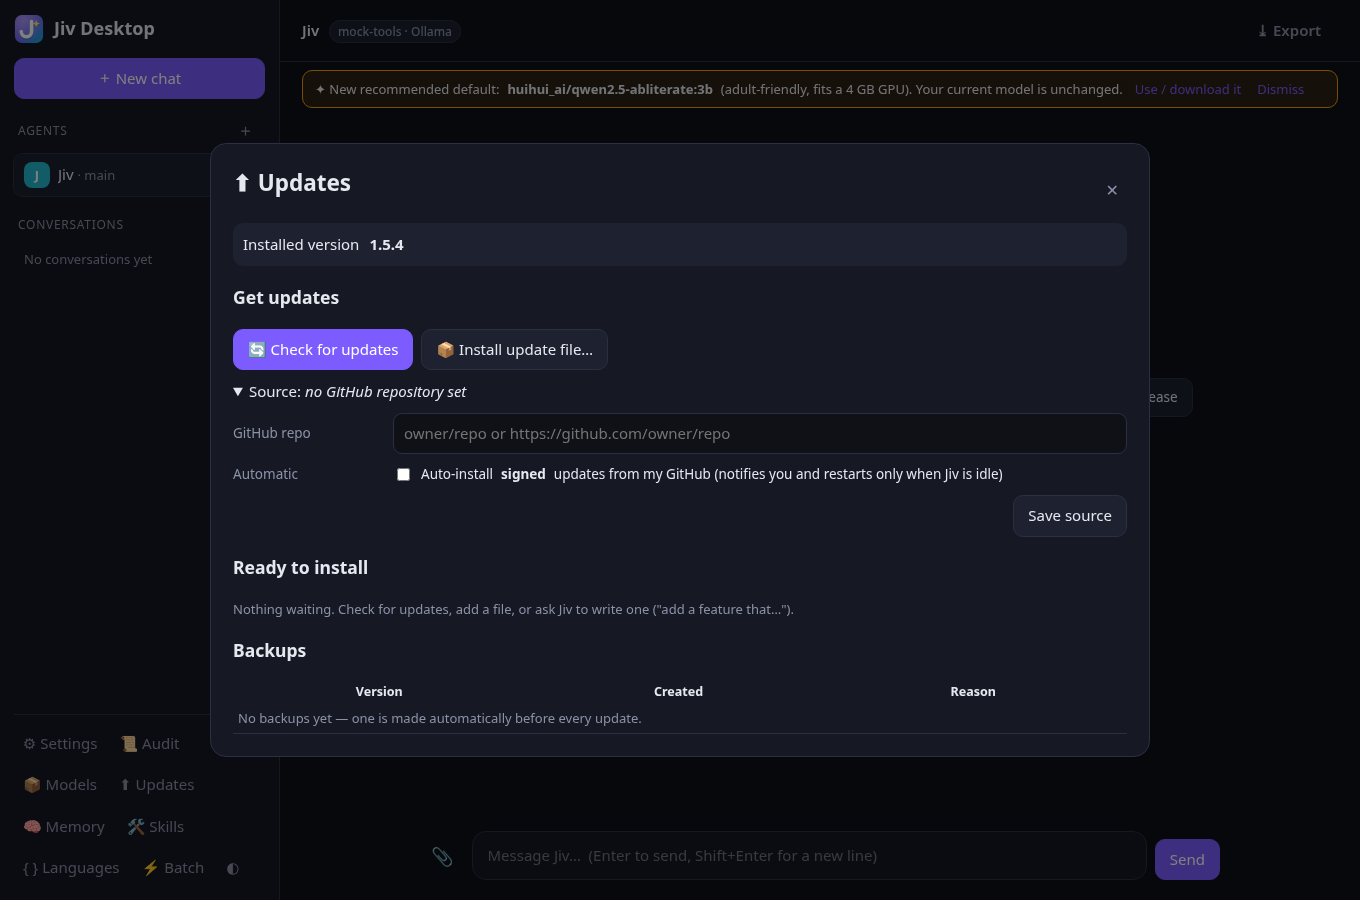 Jiv Desktop
+ New chat
AGENTS +
J Jiv · main
CONVERSATIONS
No conversations yet
⚙ Settings 📜 Audit
📦 Models ⬆ Updates
🧠 Memory 🛠️ Skills
{ } Languages ⚡ Batch ◐
Jiv mock-tools · Ollama ⤓ Export
✦ New recommended default: huihui_ai/qwen2.5-abliterate:3b (adult-friendly, fits a 4 GB GPU). Your current model is unchanged. Use / download it Dismiss
⬆ Updates ✕
Installed version 1.5.4
Get updates
🔄 Check for updates 📦 Install update file…
▼ Source: no GitHub repository set
GitHub repo owner/repo or https://github.com/owner/repo
Automatic Auto-install signed updates from my GitHub (notifies you and restarts only when Jiv is idle)
Save source
Ready to install
Nothing waiting. Check for updates, add a file, or ask Jiv to write one ("add a feature that…").
Backups
Version Created Reason
No backups yet — one is made automatically before every update.
ease
📎 Message Jiv… (Enter to send, Shift+Enter for a new line) Send